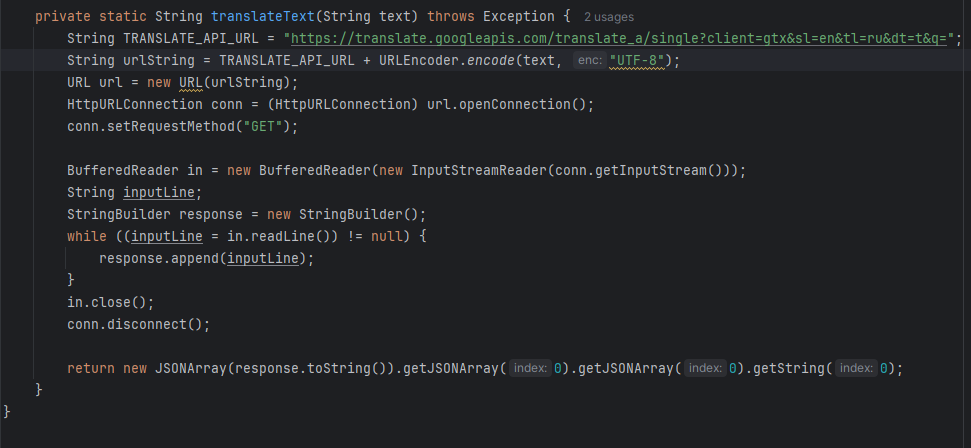 private static String translateText(String text) throws Exception {  2 usages
String TRANSLATE_API_URL = "https://translate.googleapis.com/translate_a/single?client=gtx&sl=en&tl=ru&dt=t&q=";
String urlString = TRANSLATE_API_URL + URLEncoder.encode(text, enc: "UTF-8");
URL url = new URL(urlString);
HttpURLConnection conn = (HttpURLConnection) url.openConnection();
conn.setRequestMethod("GET");
BufferedReader in = new BufferedReader(new InputStreamReader(conn.getInputStream()));
String inputLine;
StringBuilder response = new StringBuilder();
while ((inputLine = in.readLine()) != null) {
response.append(inputLine);
}
in.close();
conn.disconnect();
return new JSONArray(response.toString()).getJSONArray( index: 0).getJSONArray( index: 0).getString( index: 0);
}
}